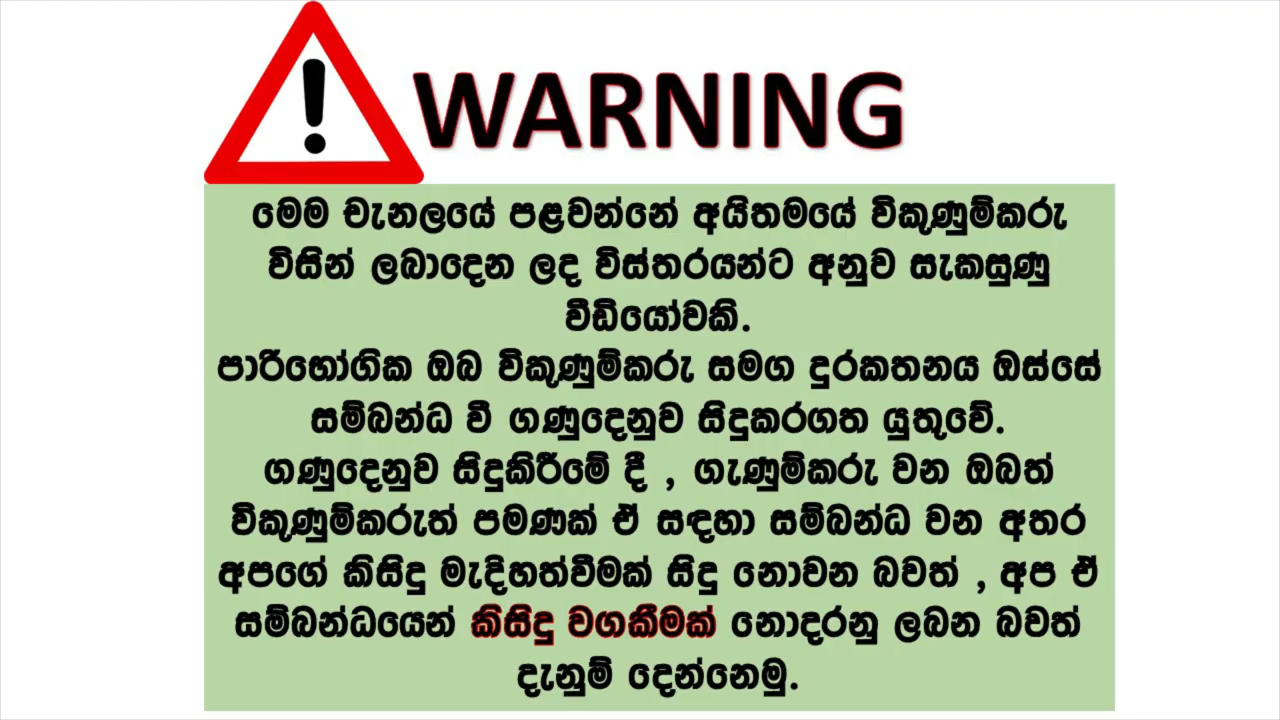 WARNING
මෙම චැනලයේ පළවන්නේ අයිතමයේ විකුණුම්කරු
විසින් ලබාදෙන ලද විස්තරයන්ට අනුව සැකසුණු
වීඩියෝවකි.
පාරිභෝගික ඔබ විකුණුම්කරු සමග දුරකතනය ඔස්සේ
සම්බන්ධ වී ගණුදෙනුව සිදුකරගත යුතුවේ.
ගණුදෙනුව සිදුකිරීමේ දී , ගැණුම්කරු වන ඔබත්
විකුණුම්කරුත් පමණක් ඒ සඳහා සම්බන්ධ වන අතර
අපගේ කිසිදු මැදිහත්වීමක් සිදු නොවන බවත් , අප ඒ
සම්බන්ධයෙන් කිසිදු වගකීමක් නොදරනු ලබන බවත්
දැනුම් දෙන්නෙමු.